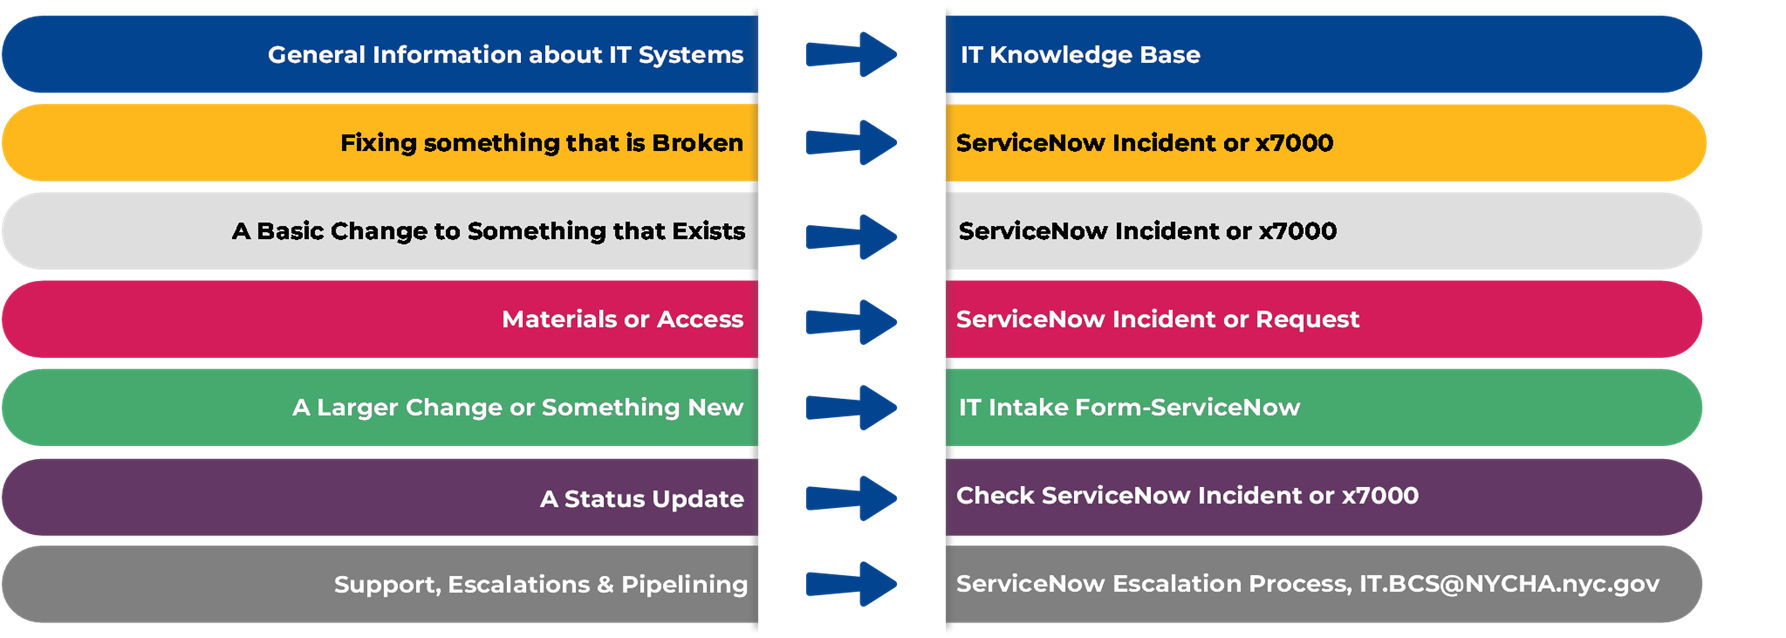 General Information about IT Systems IT Knowledge Base
Fixing something that is Broken ServiceNow Incident or x7000
A Basic Change to Something that Exists ServiceNow Incident or x7000
Materials or Access ServiceNow Incident or Request
A Larger Change or Something New IT Intake Form-ServiceNow
A Status Update Check ServiceNow Incident or x7000
Support, Escalations & Pipelining ServiceNow Escalation Process, IT.BCS@NYCHA.nyc.gov